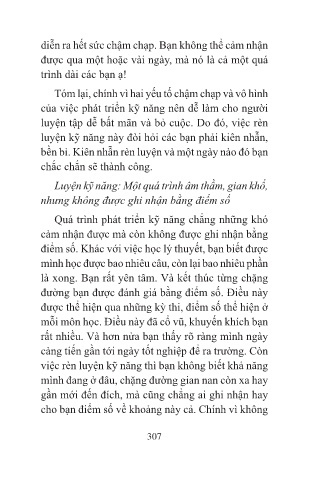 diễn ra hết sức chậm chạp. Bạn không thể cảm nhận
được qua một hoặc vài ngày, mà nó là cả một quá
trình dài các bạn ạ!
Tóm lại, chính vì hai yếu tố chậm chạp và vô hình
của việc phát triển kỹ năng nên dễ làm cho người
luyện tập dễ bất mãn và bỏ cuộc. Do đó, việc rèn
luyện kỹ năng này đòi hỏi các bạn phải kiên nhẫn,
bền bỉ. Kiên nhẫn rèn luyện và một ngày nào đó bạn
chắc chắn sẽ thành công.
Luyện kỹ năng: Một quá trình âm thầm, gian khổ,
nhưng không được ghi nhận bằng điểm số
Quá trình phát triển kỹ năng chẳng những khó
cảm nhận được mà còn không được ghi nhận bằng
điểm số. Khác với việc học lý thuyết, bạn biết được
mình học được bao nhiêu câu, còn lại bao nhiêu phần
là xong. Bạn rất yên tâm. Và kết thúc từng chặng
đường bạn được đánh giá bằng điểm số. Điều này
được thể hiện qua những kỳ thi, điểm số thể hiện ở
mỗi môn học. Điều này đã cổ vũ, khuyến khích bạn
rất nhiều. Và hơn nữa bạn thấy rõ ràng mình ngày
càng tiến gần tới ngày tốt nghiệp để ra trường. Còn
việc rèn luyện kỹ năng thì bạn không biết khả năng
mình đang ở đâu, chặng đường gian nan còn xa hay
gần mới đến đích, mà cũng chẳng ai ghi nhận hay
cho bạn điểm số về khoảng này cả. Chính vì không
307